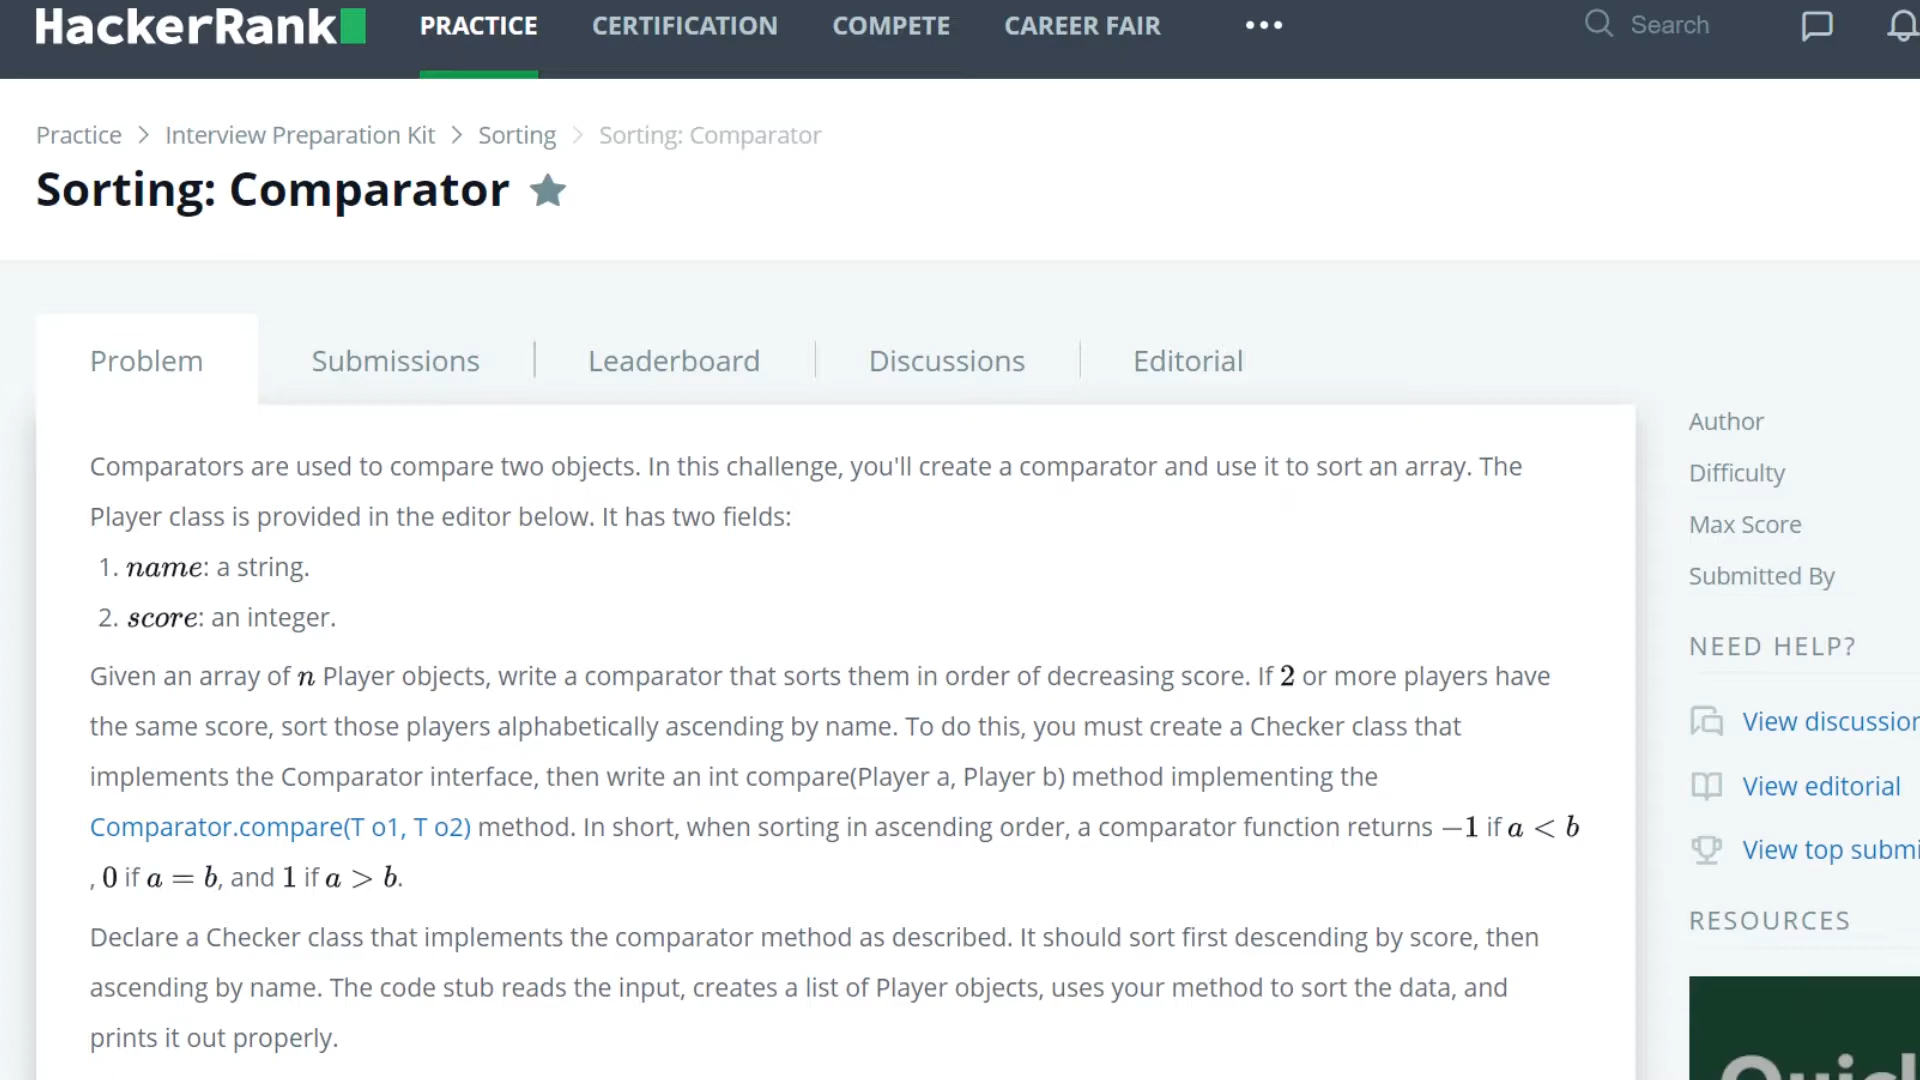 HackerRank PRACTICE CERTIFICATION COMPETE CAREER FAIR ••• Search
Practice > Interview Preparation Kit > Sorting > Sorting: Comparator
Sorting: Comparator
Problem Submissions Leaderboard Discussions Editorial
Comparators are used to compare two objects. In this challenge, you'll create a comparator and use it to sort an array. The
Player class is provided in the editor below. It has two fields:
1. name: a string.
2. score: an integer.
Given an array of n Player objects, write a comparator that sorts them in order of decreasing score. If 2 or more players have
the same score, sort those players alphabetically ascending by name. To do this, you must create a Checker class that
implements the Comparator interface, then write an int compare(Player a, Player b) method implementing the
Comparator.compare(T o1, T o2) method. In short, when sorting in ascending order, a comparator function returns −1 if a < b
, 0 if a = b, and 1 if a > b.
Declare a Checker class that implements the comparator method as described. It should sort first descending by score, then
ascending by name. The code stub reads the input, creates a list of Player objects, uses your method to sort the data, and
prints it out properly.
Author
Difficulty
Max Score
Submitted By
NEED HELP?
View discussion
View editorial
View top submi
RESOURCES